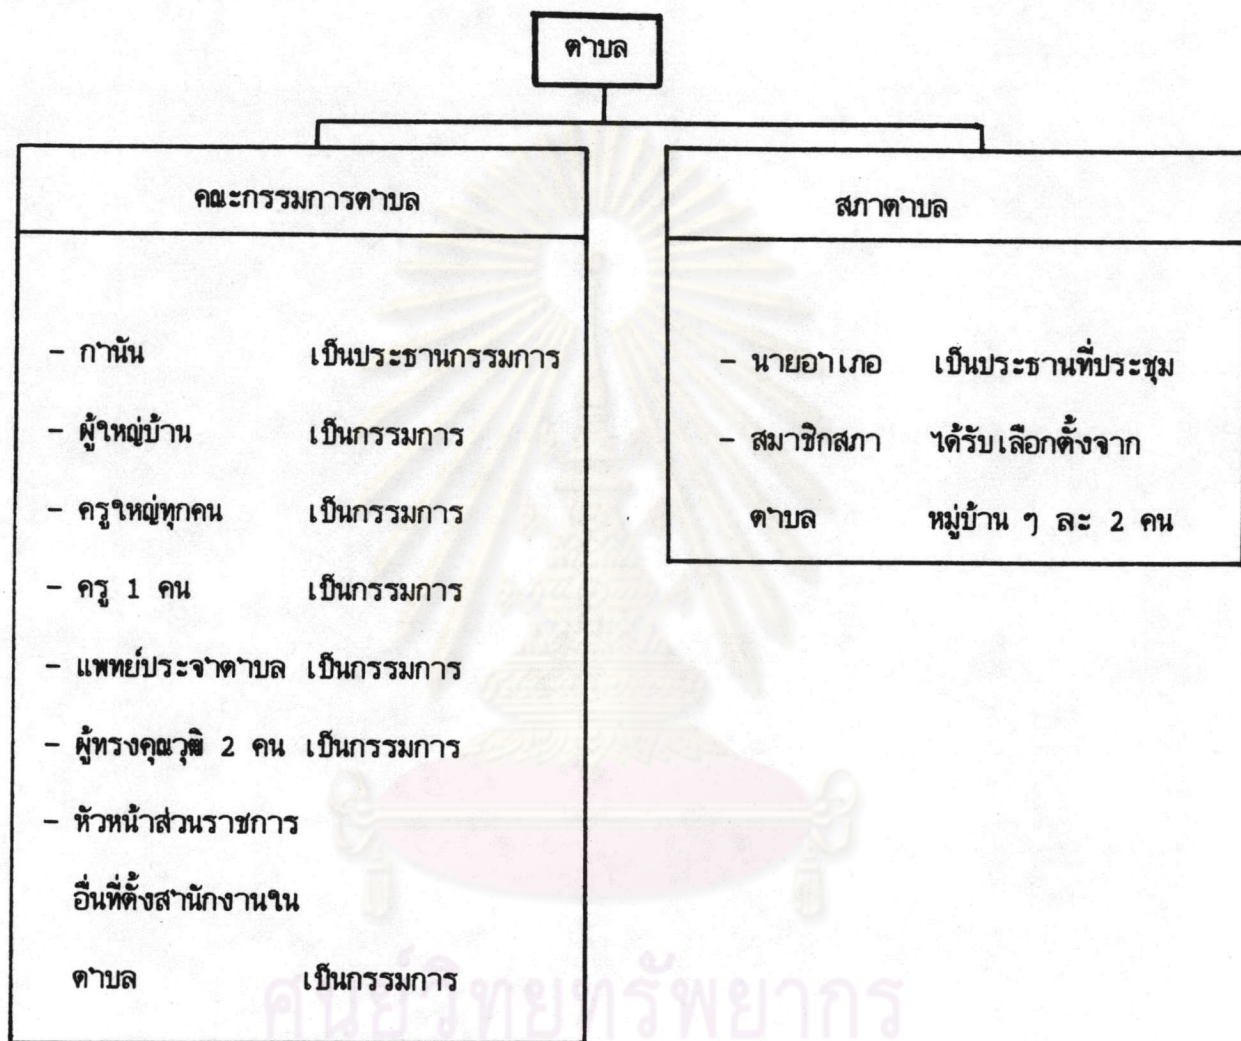 ตำบล
คณะกรรมการตำบล
- กำนัน เป็นประธานกรรมการ
- ผู้ใหญ่บ้าน เป็นกรรมการ
- ครูใหญ่ทุกคน เป็นกรรมการ
- ครู 1 คน เป็นกรรมการ
- แพทย์ประจำตำบล เป็นกรรมการ
- ผู้ทรงคุณวุฒิ 2 คน เป็นกรรมการ
- หัวหน้าส่วนราชการ
อื่นที่ตั้งสำนักงานใน
ตำบล เป็นกรรมการ
สภาตำบล
- นายอำเภอ เป็นประธานที่ประชุม
- สมาชิกสภา ได้รับเลือกตั้งจาก
ตำบล หมู่บ้าน ๆ ละ 2 คน
ศูนย์วิทยทรัพยากร